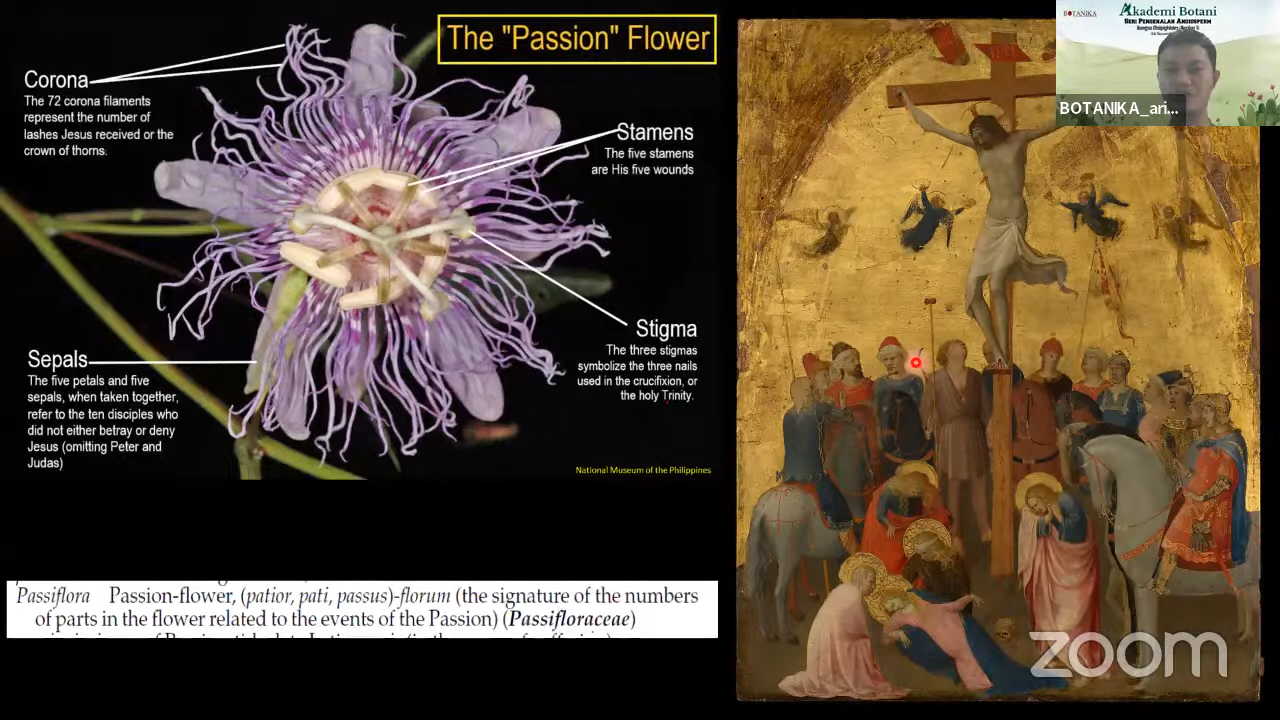 The "Passion" Flower
Corona
The 72 corona filaments
represent the number of
lashes Jesus received or the
crown of thorns.
Stamens
The five stamens
are His five wounds
Stigma
The three stigmas
symbolize the three nails
used in the crucifixion, or
the holy Trinity.
Sepals
The five petals and five
sepals, when taken together,
refer to the ten disciples who
did not either betray or deny
Jesus (omitting Peter and
Judas)
National Museum of the Philippines
Passiflora Passion-flower, (patior, pati, passus)-florum (the signature of the numbers
of parts in the flower related to the events of the Passion) (Passifloraceae)
BOTANIKA
Akademi Botani
SERI PENGENALAN ANGIOSPERM
BOTANIKA_ari...
zoom